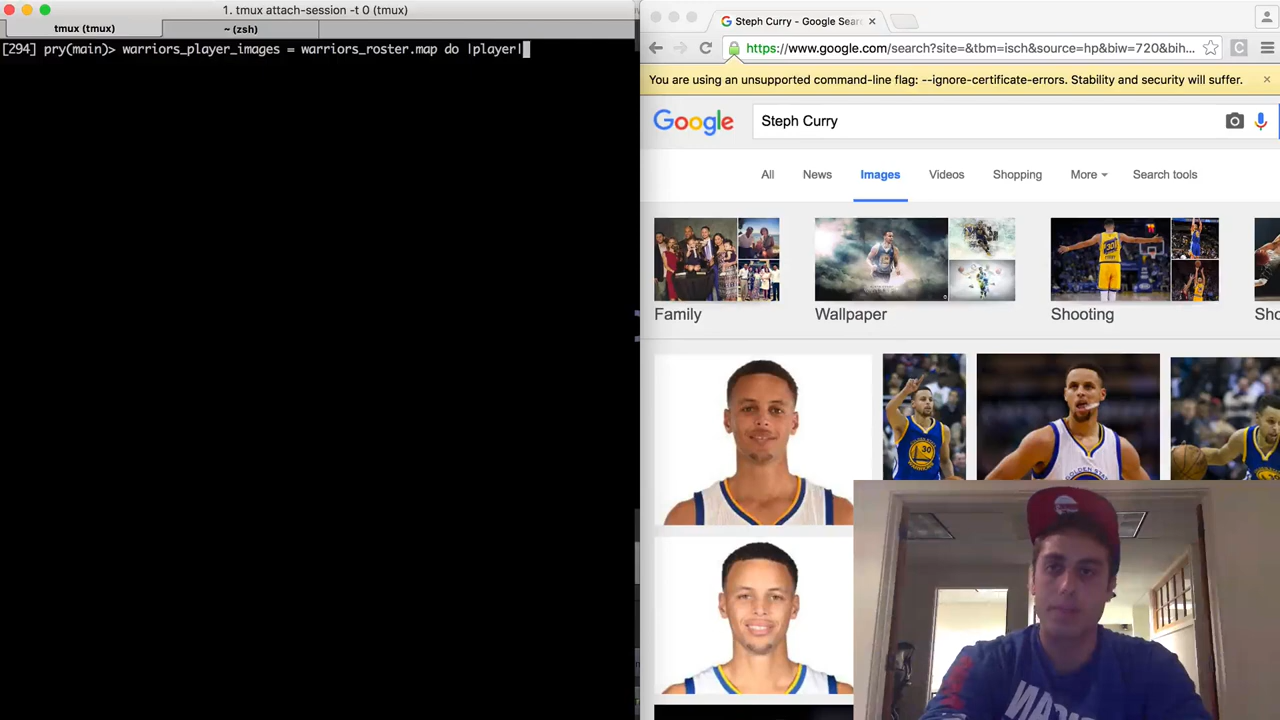 1. tmux attach-session -t 0 (tmux)
tmux (tmux)
~ (zsh)
[294] pry(main)> warriors_player_images = warriors_roster.map do |player|
Steph Curry - Google Sear
https://www.google.com/search?site=&tbm=isch&source=hp&biw=720&bih...
You are using an unsupported command-line flag: --ignore-certificate-errors. Stability and security will suffer.
Google
Steph Curry
All
News
Images
Videos
Shopping
More
Search tools
Family
Wallpaper
Shooting
Sho
30
30